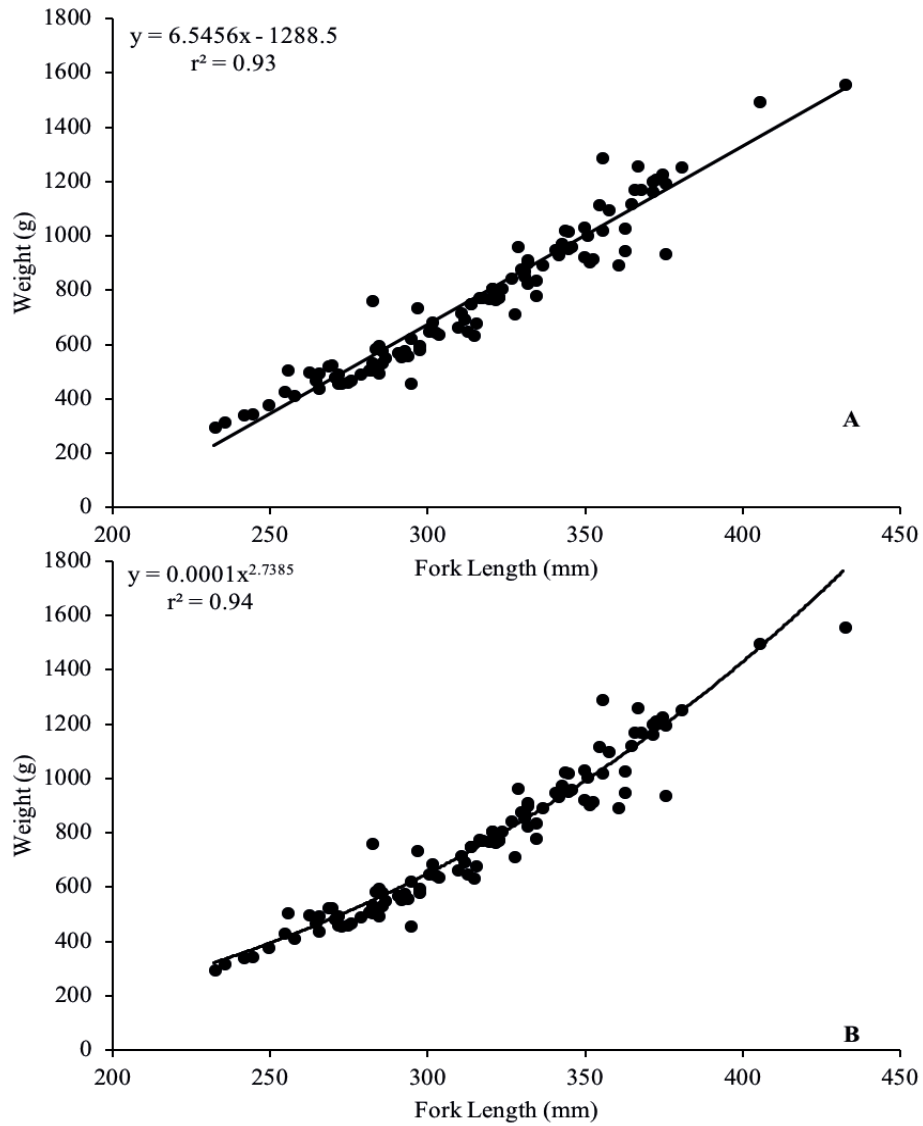 y = 6.5456x - 1288.5
r² = 0.93
1800
1600
1400
1200
1000
800
600
400
200
0
Weight (g)
A
200 250 300 350 400 450
Fork Length (mm)
y = 0.0001x^2.7385
r² = 0.94
1800
1600
1400
1200
1000
800
600
400
200
0
Weight (g)
B
200 250 300 350 400 450
Fork Length (mm)